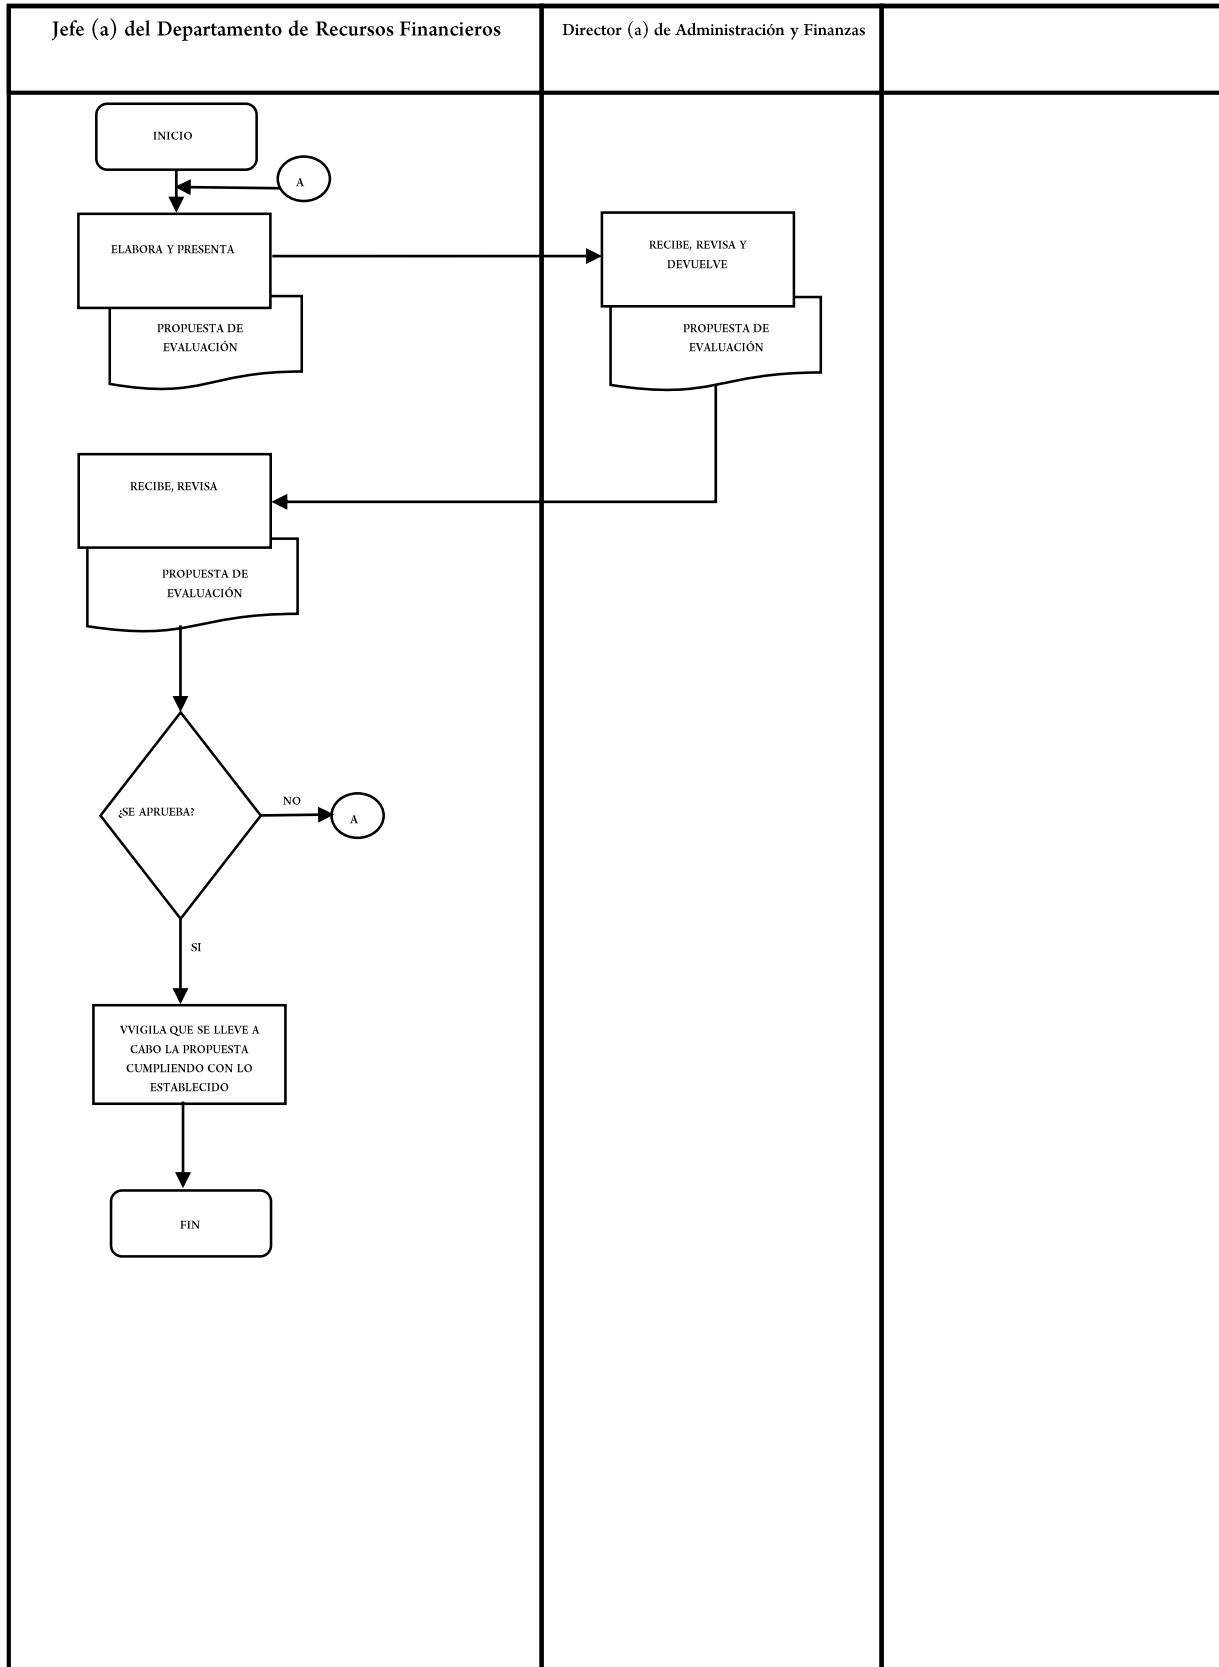 Jefe (a) del Departamento de Recursos Financieros
Director (a) de Administración y Finanzas
INICIO
A
ELABORA Y PRESENTA
PROPUESTA DE
EVALUACIÓN
RECIBE, REVISA Y
DEVUELVE
PROPUESTA DE
EVALUACIÓN
RECIBE, REVISA
PROPUESTA DE
EVALUACIÓN
¿SE APRUEBA?
NO
A
SI
VVIGILA QUE SE LLEVE A
CABO LA PROPUESTA
CUMPLIENDO CON LO
ESTABLECIDO
FIN